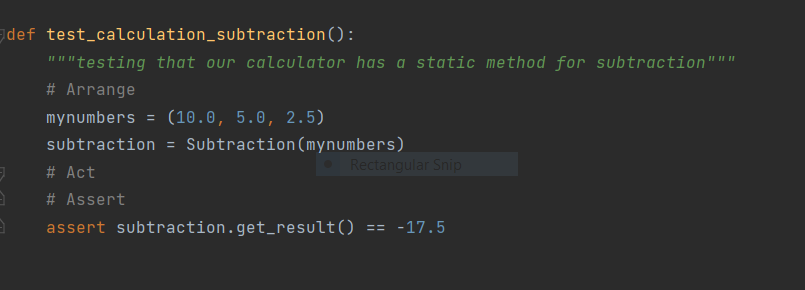 def test_calculation_subtraction():
"""testing that our calculator has a static method for subtraction"""
# Arrange
mynumbers = (10.0, 5.0, 2.5)
subtraction = Subtraction(mynumbers)
Rectangular Snip
# Act
# Assert
assert subtraction.get_result() == -17.5